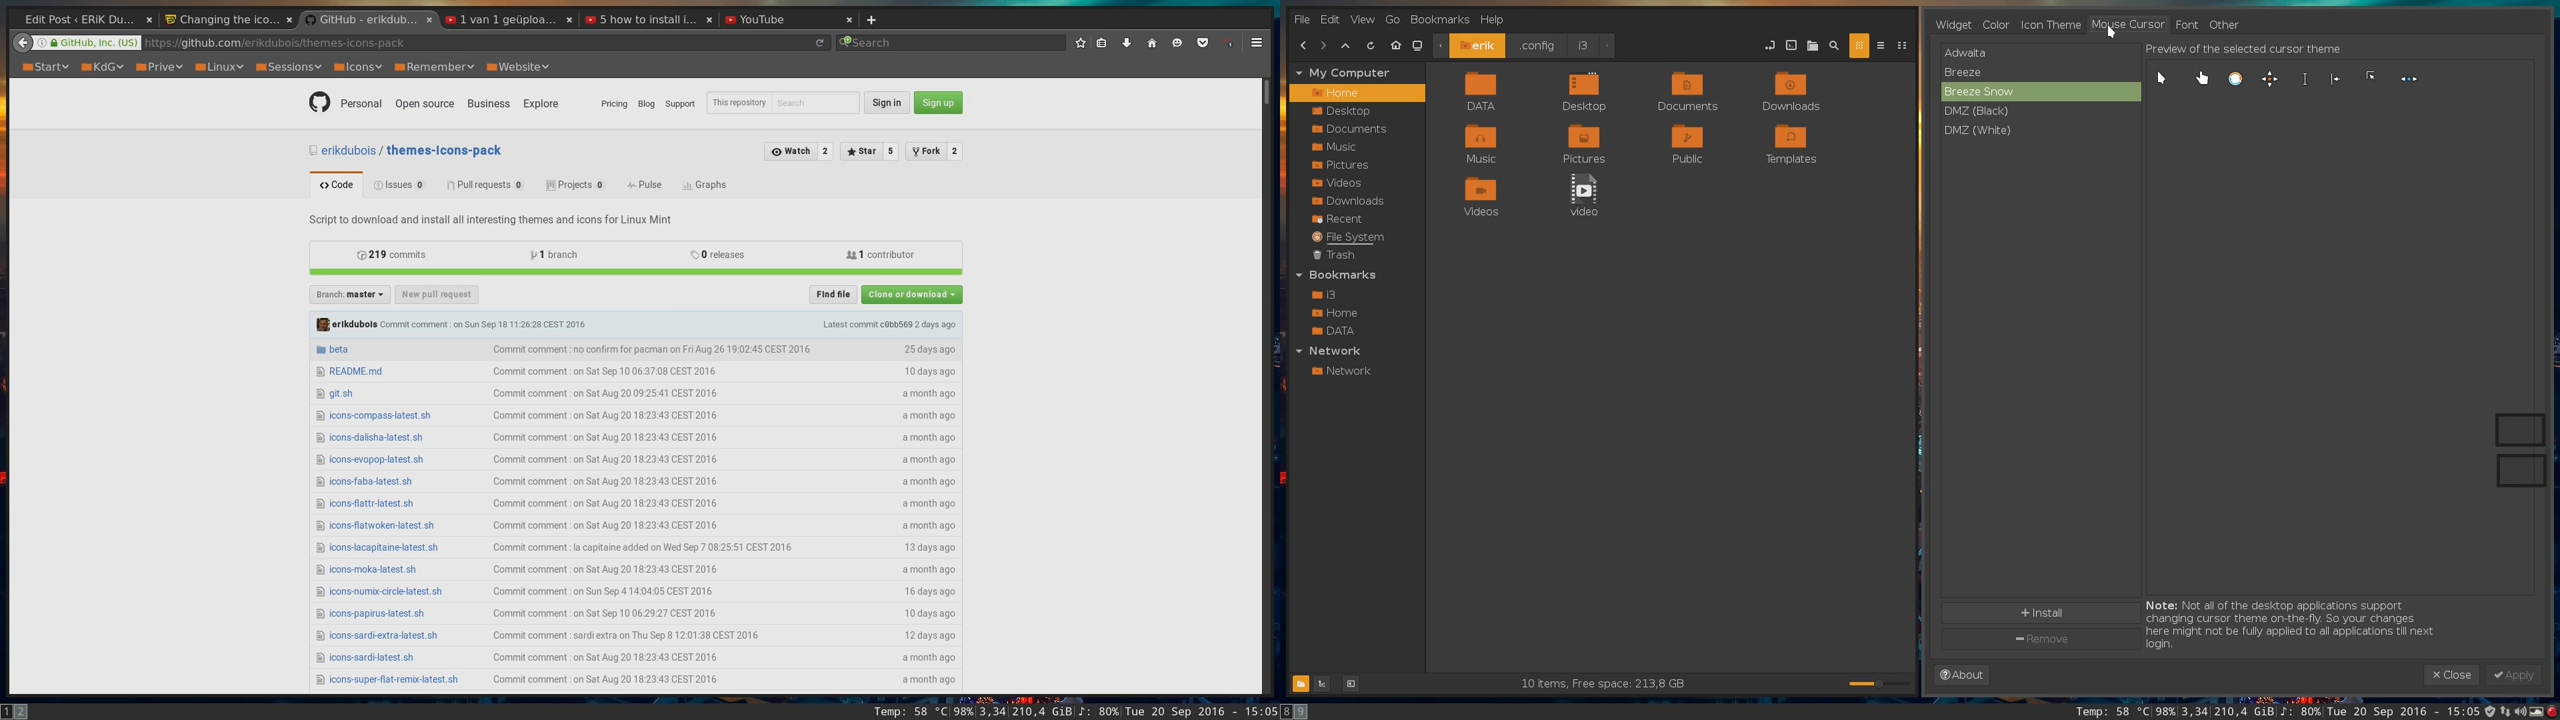 Edit Post ‹ ERiK Du...
Changing the ico...
GitHub - erikdub...
1 van 1 geüploa...
5 how to install i...
YouTube
GitHub, Inc. (US)
https://github.com/erikdubois/themes-icons-pack
Search
Start
KdG
Prive
Linux
Sessions
Icons
Remember
Website
Personal
Open source
Business
Explore
Pricing
Blog
Support
This repository
Search
Sign in
Sign up
erikdubois / themes-icons-pack
Watch 2
Star 5
Fork 2
Code
Issues 0
Pull requests 0
Projects 0
Pulse
Graphs
Script to download and install all interesting themes and icons for Linux Mint
219 commits
1 branch
0 releases
1 contributor
Branch: master
New pull request
Find file
Clone or download
erikdubois Commit comment : on Sun Sep 18 11:26:28 CEST 2016
Latest commit c0bb569 2 days ago
beta Commit comment : no confirm for pacman on Fri Aug 26 19:02:45 CEST 2016 25 days ago
README.md Commit comment : on Sat Sep 10 06:37:08 CEST 2016 10 days ago
git.sh Commit comment : on Sat Aug 20 09:25:41 CEST 2016 a month ago
icons-compass-latest.sh Commit comment : on Sat Aug 20 18:23:43 CEST 2016 a month ago
icons-dalisha-latest.sh Commit comment : on Sat Aug 20 18:23:43 CEST 2016 a month ago
icons-evopop-latest.sh Commit comment : on Sat Aug 20 18:23:43 CEST 2016 a month ago
icons-faba-latest.sh Commit comment : on Sat Aug 20 18:23:43 CEST 2016 a month ago
icons-flattr-latest.sh Commit comment : on Sat Aug 20 18:23:43 CEST 2016 a month ago
icons-flatwoken-latest.sh Commit comment : on Sat Aug 20 18:23:43 CEST 2016 a month ago
icons-lacapitaine-latest.sh Commit comment : la capitaine added on Wed Sep 7 08:25:51 CEST 2016 13 days ago
icons-moka-latest.sh Commit comment : on Sat Aug 20 18:23:43 CEST 2016 a month ago
icons-numix-circle-latest.sh Commit comment : on Sun Sep 4 14:04:05 CEST 2016 16 days ago
icons-papirus-latest.sh Commit comment : on Sat Sep 10 06:29:27 CEST 2016 10 days ago
icons-sardi-extra-latest.sh Commit comment : sardi extra on Thu Sep 8 12:01:38 CEST 2016 12 days ago
icons-sardi-latest.sh Commit comment : on Sat Aug 20 18:23:43 CEST 2016 a month ago
icons-super-flat-remix-latest.sh Commit comment : on Sat Aug 20 18:23:43 CEST 2016 a month ago
1 2
Temp: 58 °C|98%|3,34|210,4 GiB|♪: 80%|Tue 20 Sep 2016 - 15:05
File
Edit
View
Go
Bookmarks
Help
erik
.config
i3
My Computer
Home
Desktop
Documents
Music
Pictures
Videos
Downloads
Recent
File System
Trash
Bookmarks
i3
Home
DATA
Network
Network
DATA
Desktop
Documents
Downloads
Music
Pictures
Public
Templates
Videos
video
10 items, Free space: 213,8 GB
Widget
Color
Icon Theme
Mouse Cursor
Font
Other
Adwaita
Breeze
Breeze Snow
DMZ (Black)
DMZ (White)
Preview of the selected cursor theme
Install
Remove
Note: Not all of the desktop applications support
changing cursor theme on-the-fly. So your changes
here might not be fully applied to all applications till next
login.
About
Close
Apply
8 9
Temp: 58 °C|98%|3,34|210,4 GiB|♪: 80%|Tue 20 Sep 2016 - 15:05